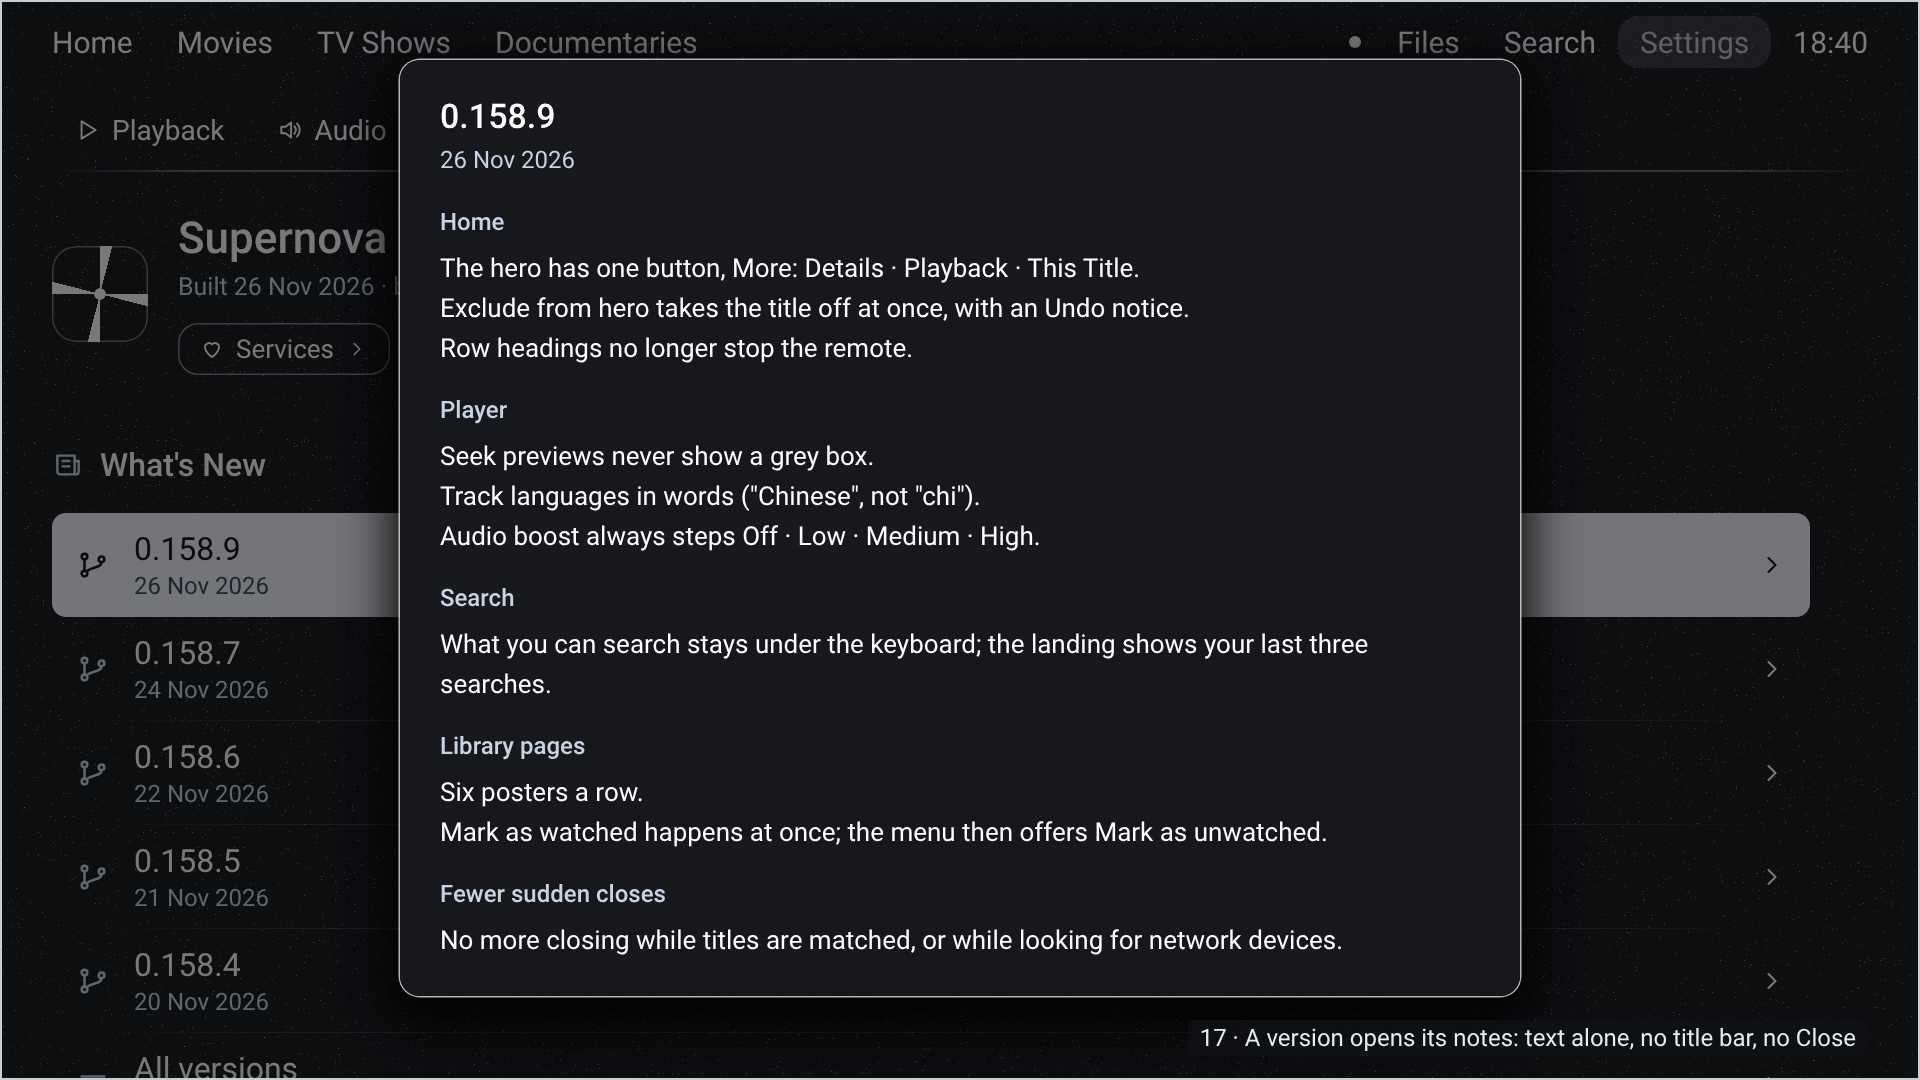 Home Movies TV Shows Documentaries Files Search Settings 18:40
Playback Audio
Supernova
Built 26 Nov 2026 ·
Services
What's New
0.158.9
26 Nov 2026
0.158.7
24 Nov 2026
0.158.6
22 Nov 2026
0.158.5
21 Nov 2026
0.158.4
20 Nov 2026
All versions
0.158.9
26 Nov 2026
Home
The hero has one button, More: Details · Playback · This Title.
Exclude from hero takes the title off at once, with an Undo notice.
Row headings no longer stop the remote.
Player
Seek previews never show a grey box.
Track languages in words ("Chinese", not "chi").
Audio boost always steps Off · Low · Medium · High.
Search
What you can search stays under the keyboard; the landing shows your last three
searches.
Library pages
Six posters a row.
Mark as watched happens at once; the menu then offers Mark as unwatched.
Fewer sudden closes
No more closing while titles are matched, or while looking for network devices.
17 · A version opens its notes: text alone, no title bar, no Close